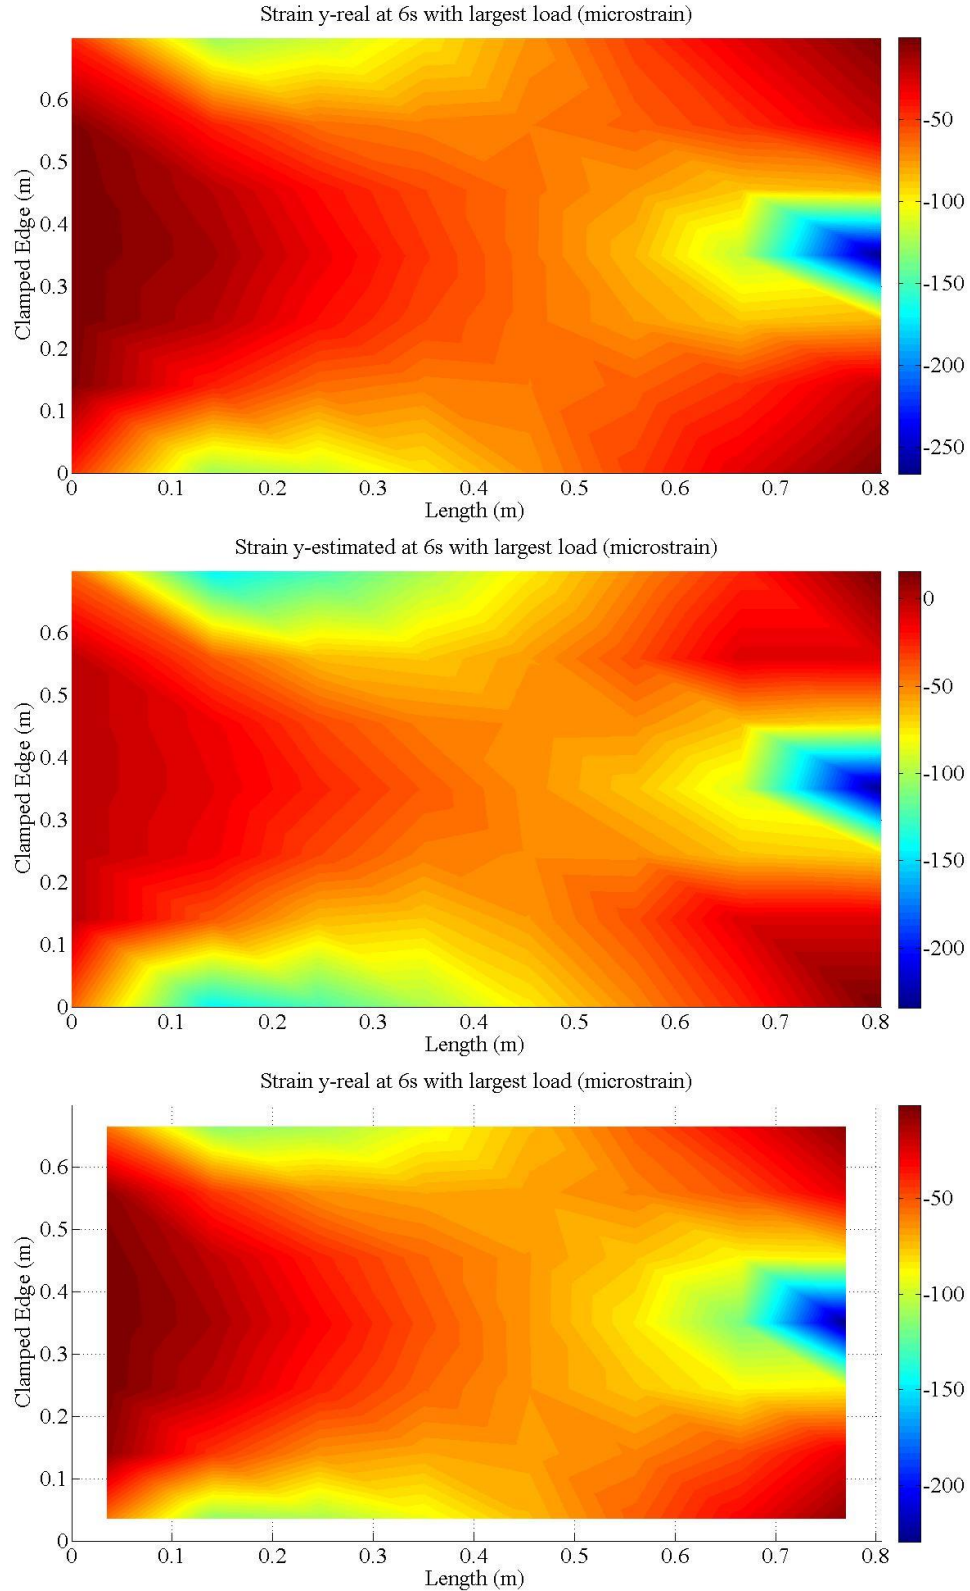 Strain y-real at 6s with largest load (microstrain)
Clamped Edge (m)
0.6
0.5
0.4
0.3
0.2
0.1
0
0 0.1 0.2 0.3 0.4 0.5 0.6 0.7 0.8
Length (m)
-50
-100
-150
-200
-250
Strain y-estimated at 6s with largest load (microstrain)
Clamped Edge (m)
0.6
0.5
0.4
0.3
0.2
0.1
0
0 0.1 0.2 0.3 0.4 0.5 0.6 0.7 0.8
Length (m)
0
-50
-100
-150
-200
Strain y-real at 6s with largest load (microstrain)
Clamped Edge (m)
0.6
0.5
0.4
0.3
0.2
0.1
0
0 0.1 0.2 0.3 0.4 0.5 0.6 0.7 0.8
Length (m)
-50
-100
-150
-200